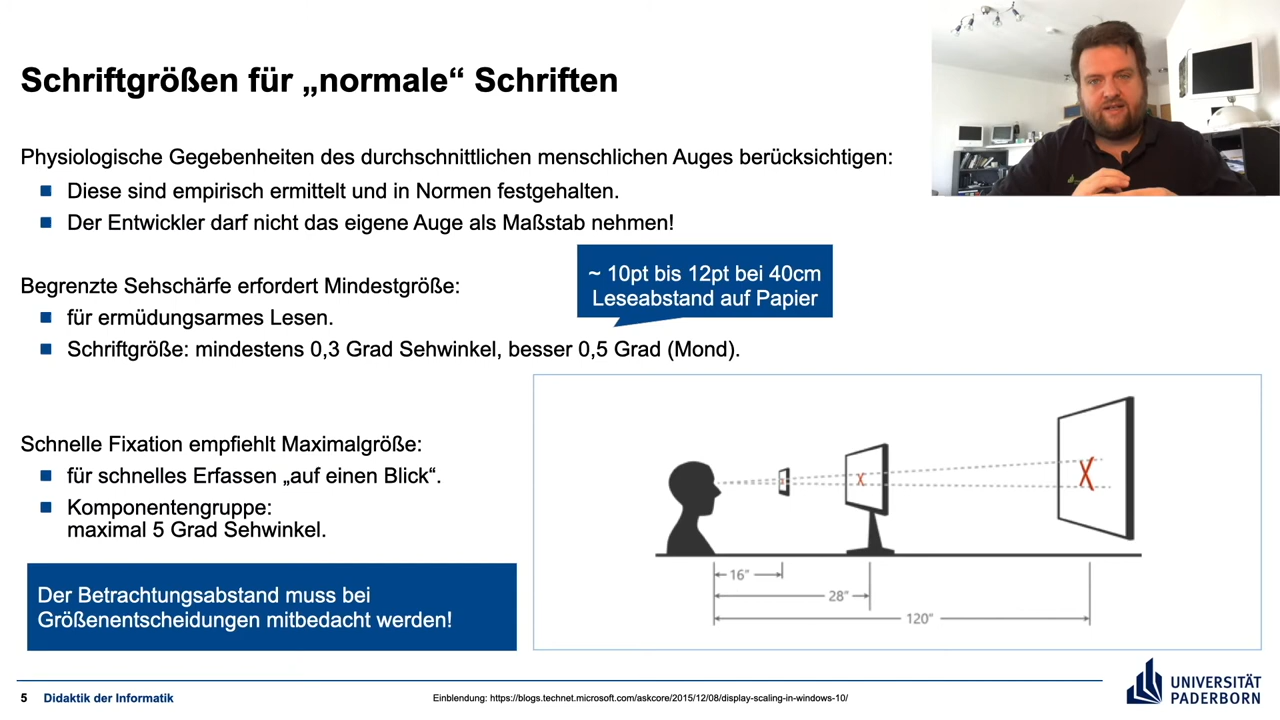 Schriftgrößen für „normale“ Schriften
Physiologische Gegebenheiten des durchschnittlichen menschlichen Auges berücksichtigen:
Diese sind empirisch ermittelt und in Normen festgehalten.
Der Entwickler darf nicht das eigene Auge als Maßstab nehmen!
~ 10pt bis 12pt bei 40cm
Leseabstand auf Papier
Begrenzte Sehschärfe erfordert Mindestgröße:
für ermüdungsarmes Lesen.
Schriftgröße: mindestens 0,3 Grad Sehwinkel, besser 0,5 Grad (Mond).
Schnelle Fixation empfiehlt Maximalgröße:
für schnelles Erfassen „auf einen Blick“.
Komponentengruppe:
maximal 5 Grad Sehwinkel.
Der Betrachtungsabstand muss bei
Größenentscheidungen mitbedacht werden!
X
X
16”
28”
120”
5 Didaktik der Informatik
Einblendung: https://blogs.technet.microsoft.com/askcore/2015/12/08/display-scaling-in-windows-10/
UNIVERSITÄT
PADERBORN